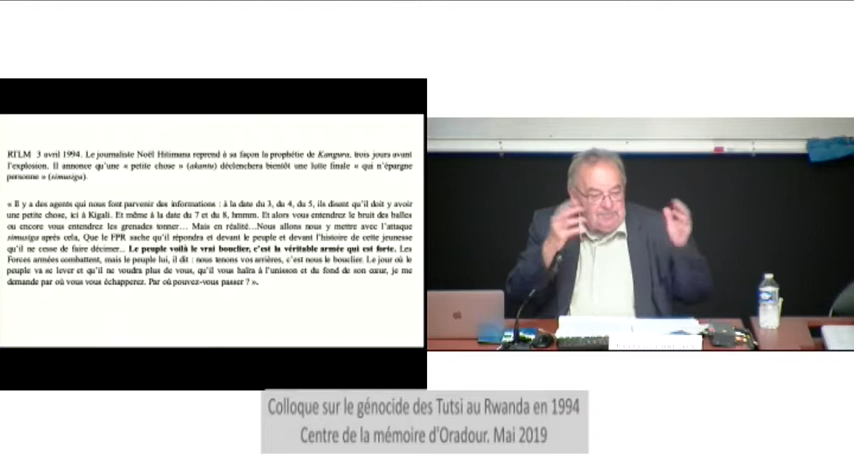 RTLM 3 avril 1994. Le journaliste Noël Hitimana reprend à sa façon la prophétie de Kangura, trois jours avant
l'explosion. Il annonce qu'une « petite chose » (akantu) déclenchera bientôt une lutte finale « qui n'épargne
personne » (simusiga).
« Il y a des agents qui nous font parvenir des informations : à la date du 3, du 4, du 5, ils disent qu'il doit y avoir
une petite chose, ici à Kigali. Et même à la date du 7 et du 8, hmmm. Et alors vous entendrez le bruit des balles
ou encore vous entendrez les grenades tonner… Mais en réalité…Nous allons nous y mettre avec l'attaque
simusiga après cela, Que le FPR sache qu'il répondra et devant le peuple et devant l'histoire de cette jeunesse
qu'il ne cesse de faire décimer... Le peuple voilà le vrai bouclier, c'est la véritable armée qui est forte. Les
Forces armées combattent, mais le peuple lui, il dit : nous tenons vos arrières, c'est nous le bouclier. Le jour où le
peuple va se lever et qu'il ne voudra plus de vous, qu'il vous haïra à l'unisson et du fond de son cœur, je me
demande par où vous vous échapperez. Par où pouvez-vous passer ? ».
Colloque sur le génocide des Tutsi au Rwanda en 1994
Centre de la mémoire d'Oradour. Mai 2019